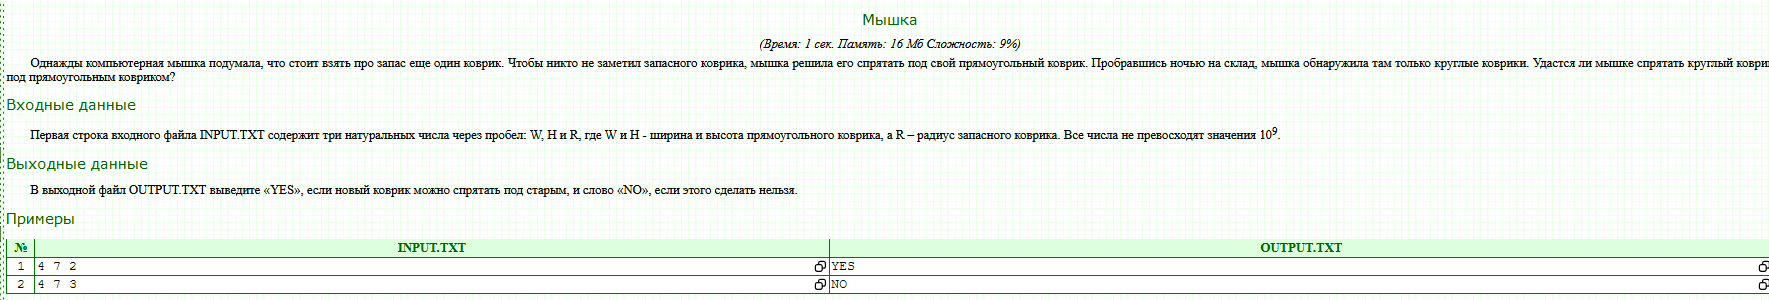 Мышка
(Время: 1 сек. Память: 16 Мб Сложность: 9%)
Однажды компьютерная мышка подумала, что стоит взять про запас еще один коврик. Чтобы никто не заметил запасного коврика, мышка решила его спрятать под свой прямоугольный коврик. Пробравшись ночью на склад, мышка обнаружила там только круглые коврики. Удастся ли мышке спрятать круглый коври
под прямоугольным ковриком?
Входные данные
Первая строка входного файла INPUT.TXT содержит три натуральных числа через пробел: W, H и R, где W и H - ширина и высота прямоугольного коврика, а R – радиус запасного коврика. Все числа не превосходят значения 10⁹.
Выходные данные
В выходной файл OUTPUT.TXT выведите «YES», если новый коврик можно спрятать под старым, и слово «NO», если этого сделать нельзя.
Примеры
№ INPUT.TXT OUTPUT.TXT
1 4 7 2 YES
2 4 7 3 NO